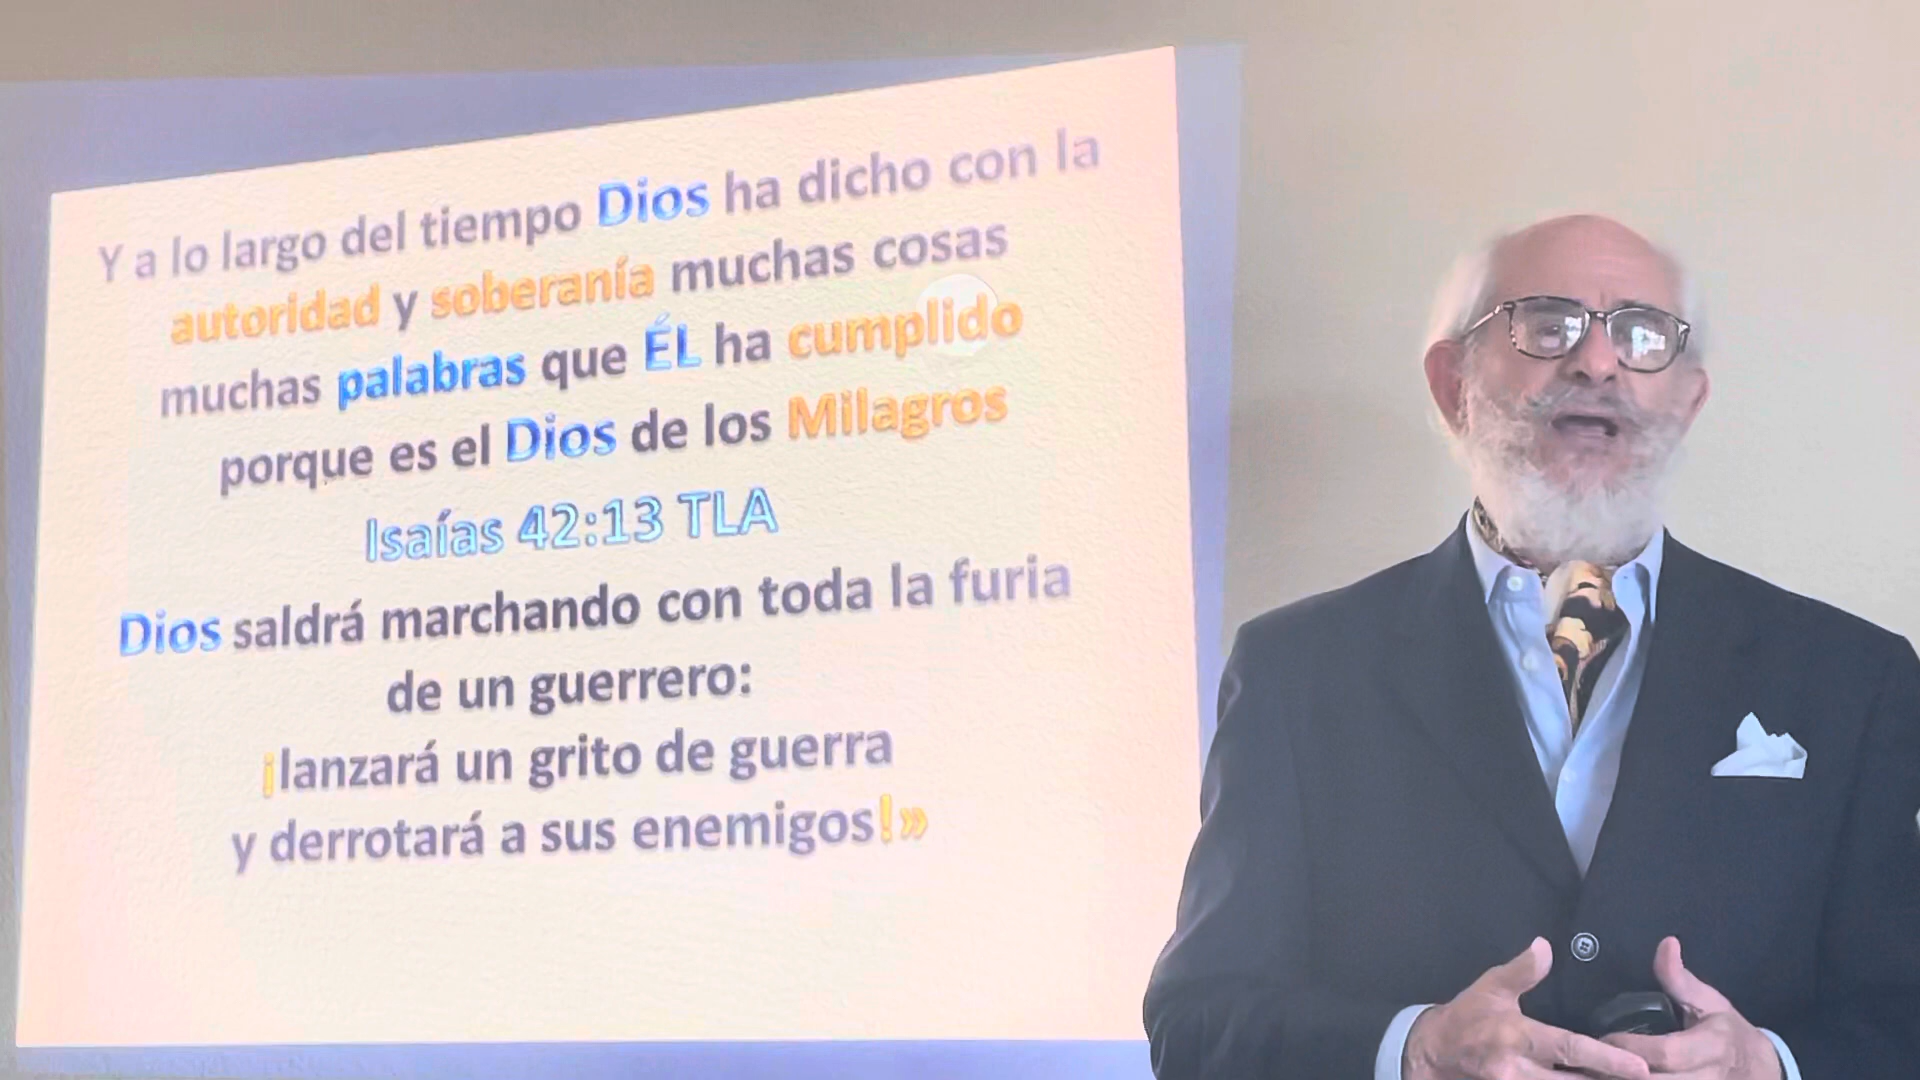 Y a lo largo del tiempo Dios ha dicho con la
autoridad y soberanía muchas cosas
muchas palabras que ÉL ha cumplido
porque es el Dios de los Milagros
Isaías 42:13 TLA
Dios saldrá marchando con toda la furia
de un guerrero:
¡lanzará un grito de guerra
y derrotará a sus enemigos!»